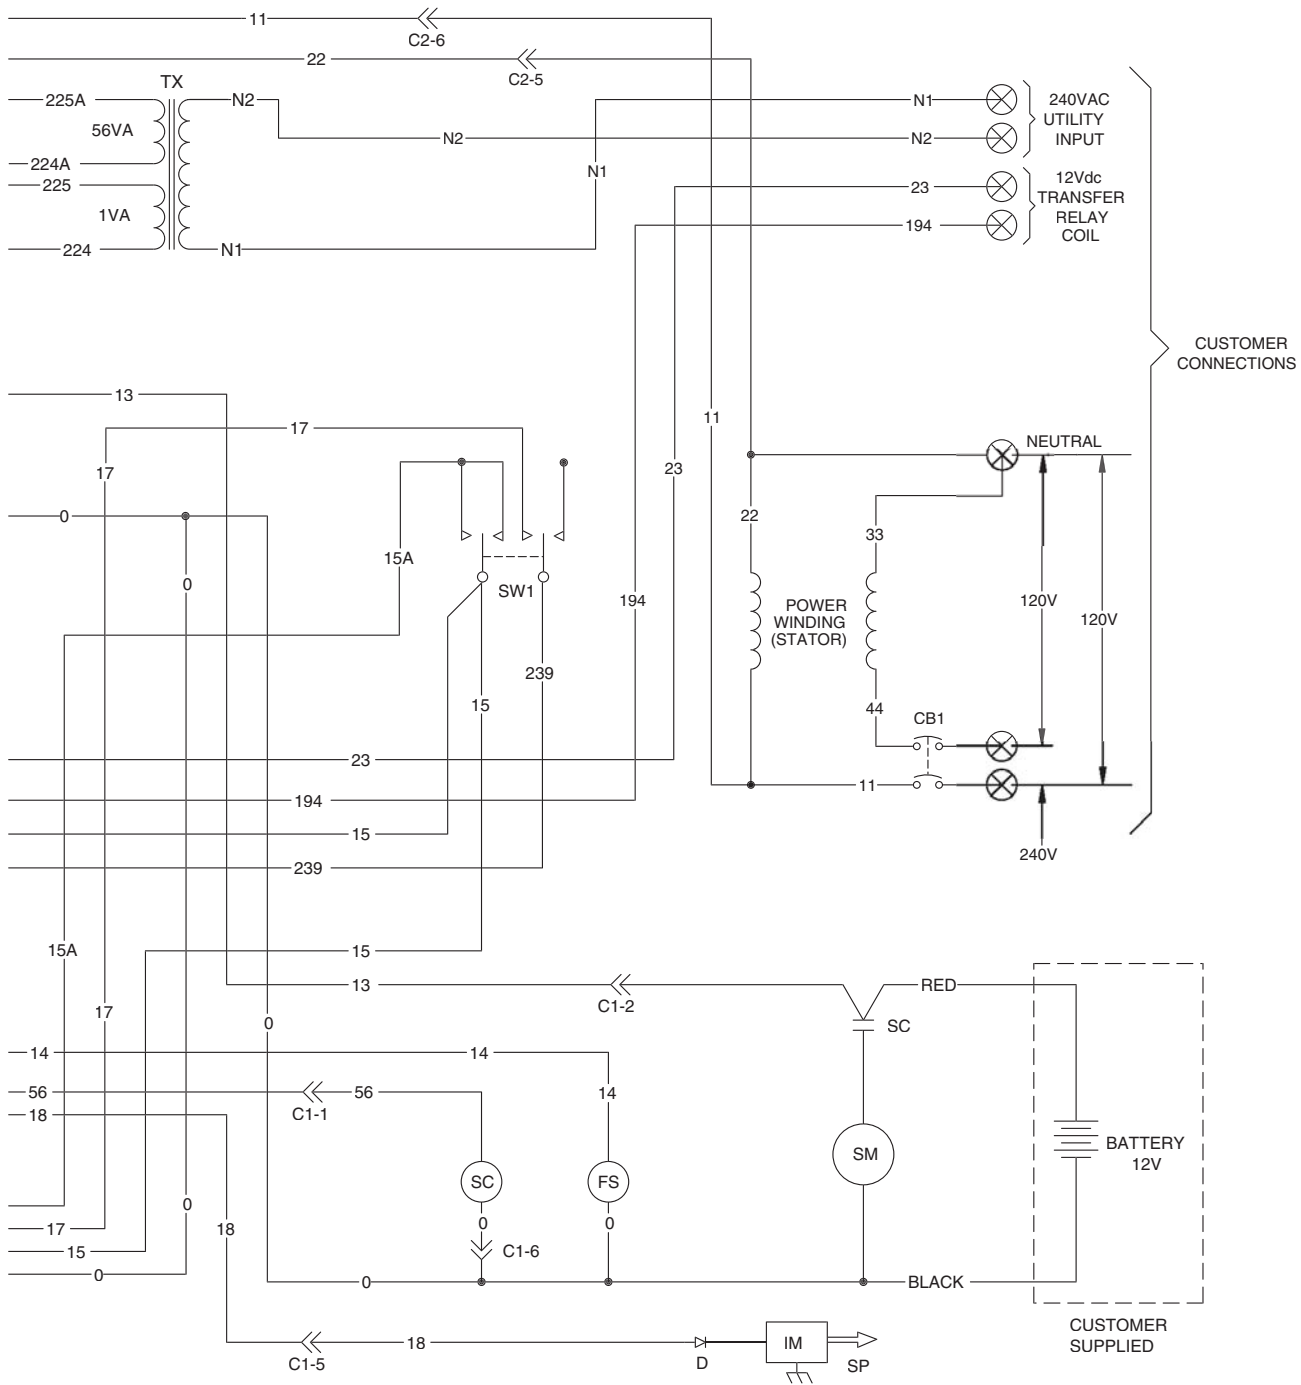 11
C2-6
22
C2-5
TX
225A
N2
N1
240VAC
UTILITY
INPUT
56VA
N2
N2
224A
225
N1
12Vdc
TRANSFER
RELAY
COIL
23
1VA
194
224
N1
CUSTOMER
CONNECTIONS
13
17
11
NEUTRAL
17
23
0
22
33
15A
0
SW1
194
POWER
WINDING
(STATOR)
120V
120V
239
15
44
CB1
23
11
194
15
240V
239
15A
15
13
C1-2
RED
17
0
SC
14
14
56
C1-1
56
14
18
BATTERY
12V
SM
SC
FS
0
17
18
0
0
15
C1-6
0
0
BLACK
CUSTOMER
SUPPLIED
C1-5
18
D
IM
SP